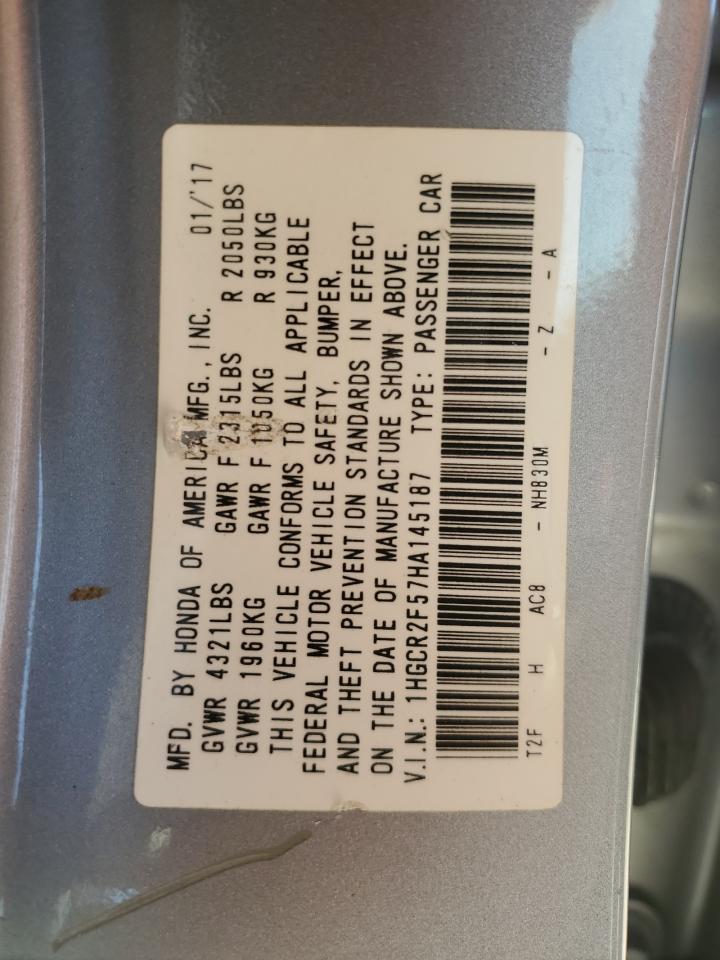 MFD. BY HONDA OF AMERICA MFG., INC. 01/'17
GVWR 4321LBS GAWR F 2315LBS R 2050LBS
GVWR 1960KG GAWR F 1050KG R 930KG
THIS VEHICLE CONFORMS TO ALL APPLICABLE
FEDERAL MOTOR VEHICLE SAFETY, BUMPER,
AND THEFT PREVENTION STANDARDS IN EFFECT
ON THE DATE OF MANUFACTURE SHOWN ABOVE.
V.I.N.: 1HGCR2F57HA145187 TYPE: PASSENGER CAR
T2F H AC8 - NH830M - Z - A